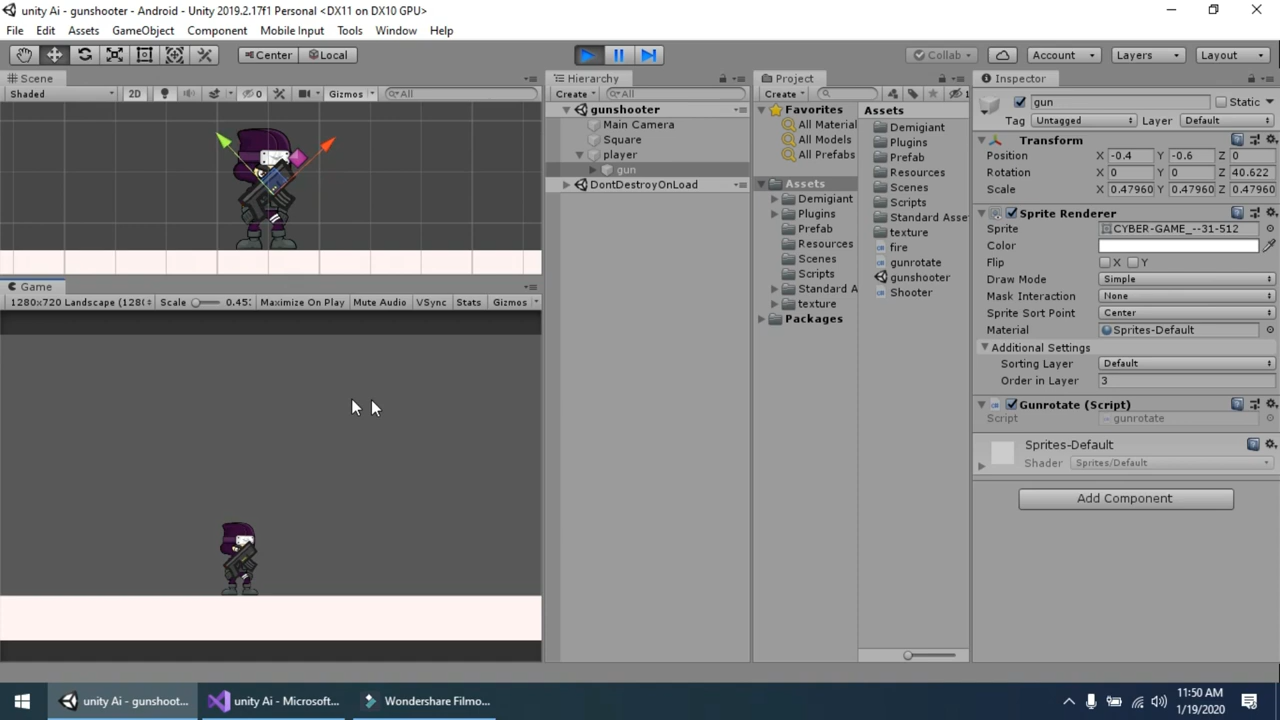 unity Ai - gunshooter - Android - Unity 2019.2.17f1 Personal <DX11 on DX10 GPU>
File Edit Assets GameObject Component Mobile Input Tools Window Help
Center Local Collab Account Layers Layout
Scene Hierarchy Project Inspector
Shaded 2D 0 Gizmos All
Create All
Create 1
gunshooter
Main Camera
Square
player
gun
DontDestroyOnLoad
Favorites
All Material
All Models
All Prefabs
Assets
Demigiant
Plugins
Prefab
Resources
Scenes
Scripts
Standard A
texture
Packages
Assets
Demigiant
Plugins
Prefab
Resources
Scenes
Scripts
Standard Asse
texture
fire
gunrotate
gunshooter
Shooter
gun Static
Tag Untagged Layer Default
Transform
Position X -0.4 Y -0.6 Z 0
Rotation X 0 Y 0 Z 40.622
Scale X 0.47960 Y 0.47960 Z 0.47960
Sprite Renderer
Sprite CYBER-GAME_--31-512
Color
Flip X Y
Draw Mode Simple
Mask Interaction None
Sprite Sort Point Center
Material Sprites-Default
Additional Settings
Sorting Layer Default
Order in Layer 3
Gunrotate (Script)
Script gunrotate
Sprites-Default
Shader Sprites/Default
Add Component
Game
1280x720 Landscape (128( Scale 0.45: Maximize On Play Mute Audio VSync Stats Gizmos
unity Ai - gunshoot... unity Ai - Microsoft... Wondershare Filmo...
11:50 AM
1/19/2020